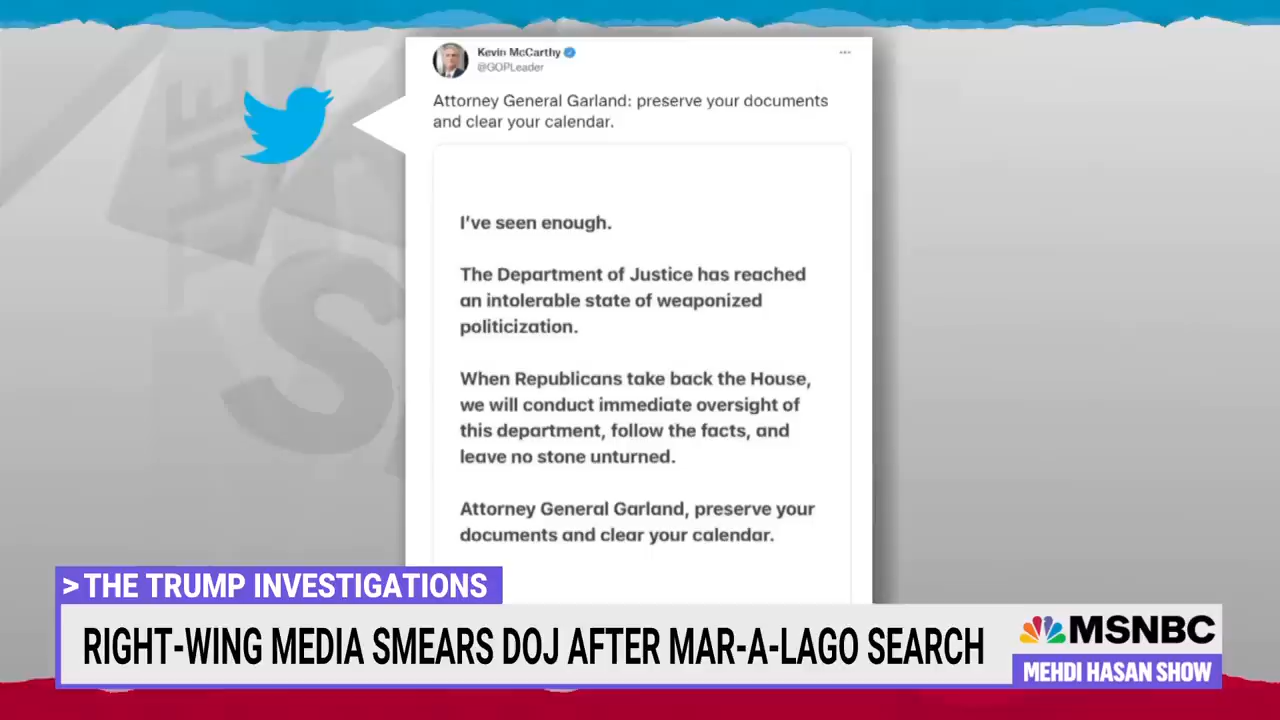 Kevin McCarthy
@GOPLeader
Attorney General Garland: preserve your documents
and clear your calendar.
I've seen enough.
The Department of Justice has reached
an intolerable state of weaponized
politicization.
When Republicans take back the House,
we will conduct immediate oversight of
this department, follow the facts, and
leave no stone unturned.
Attorney General Garland, preserve your
documents and clear your calendar.
> THE TRUMP INVESTIGATIONS
RIGHT-WING MEDIA SMEARS DOJ AFTER MAR-A-LAGO SEARCH
MSNBC
MEHDI HASAN SHOW